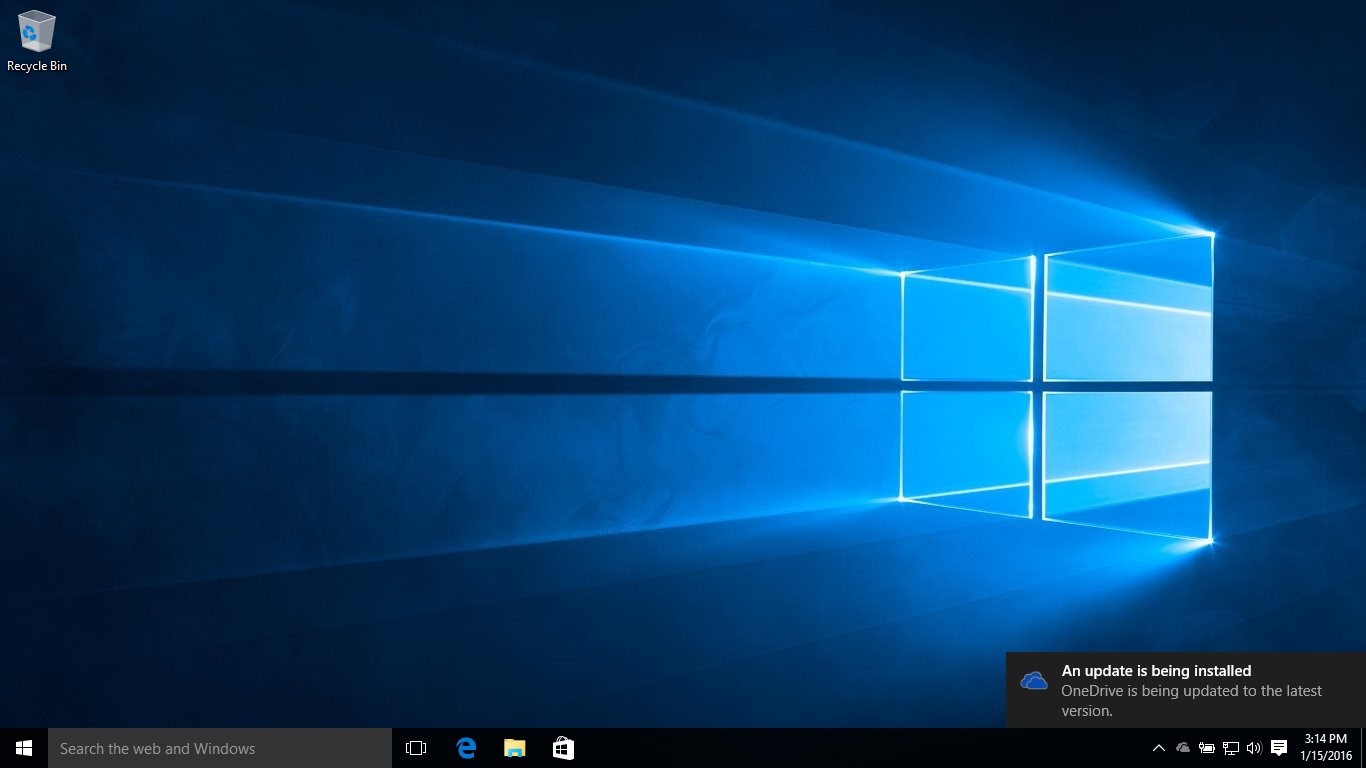 Recycle Bin
An update is being installed
OneDrive is being updated to the latest
version.
Search the web and Windows
3:14 PM
1/15/2016